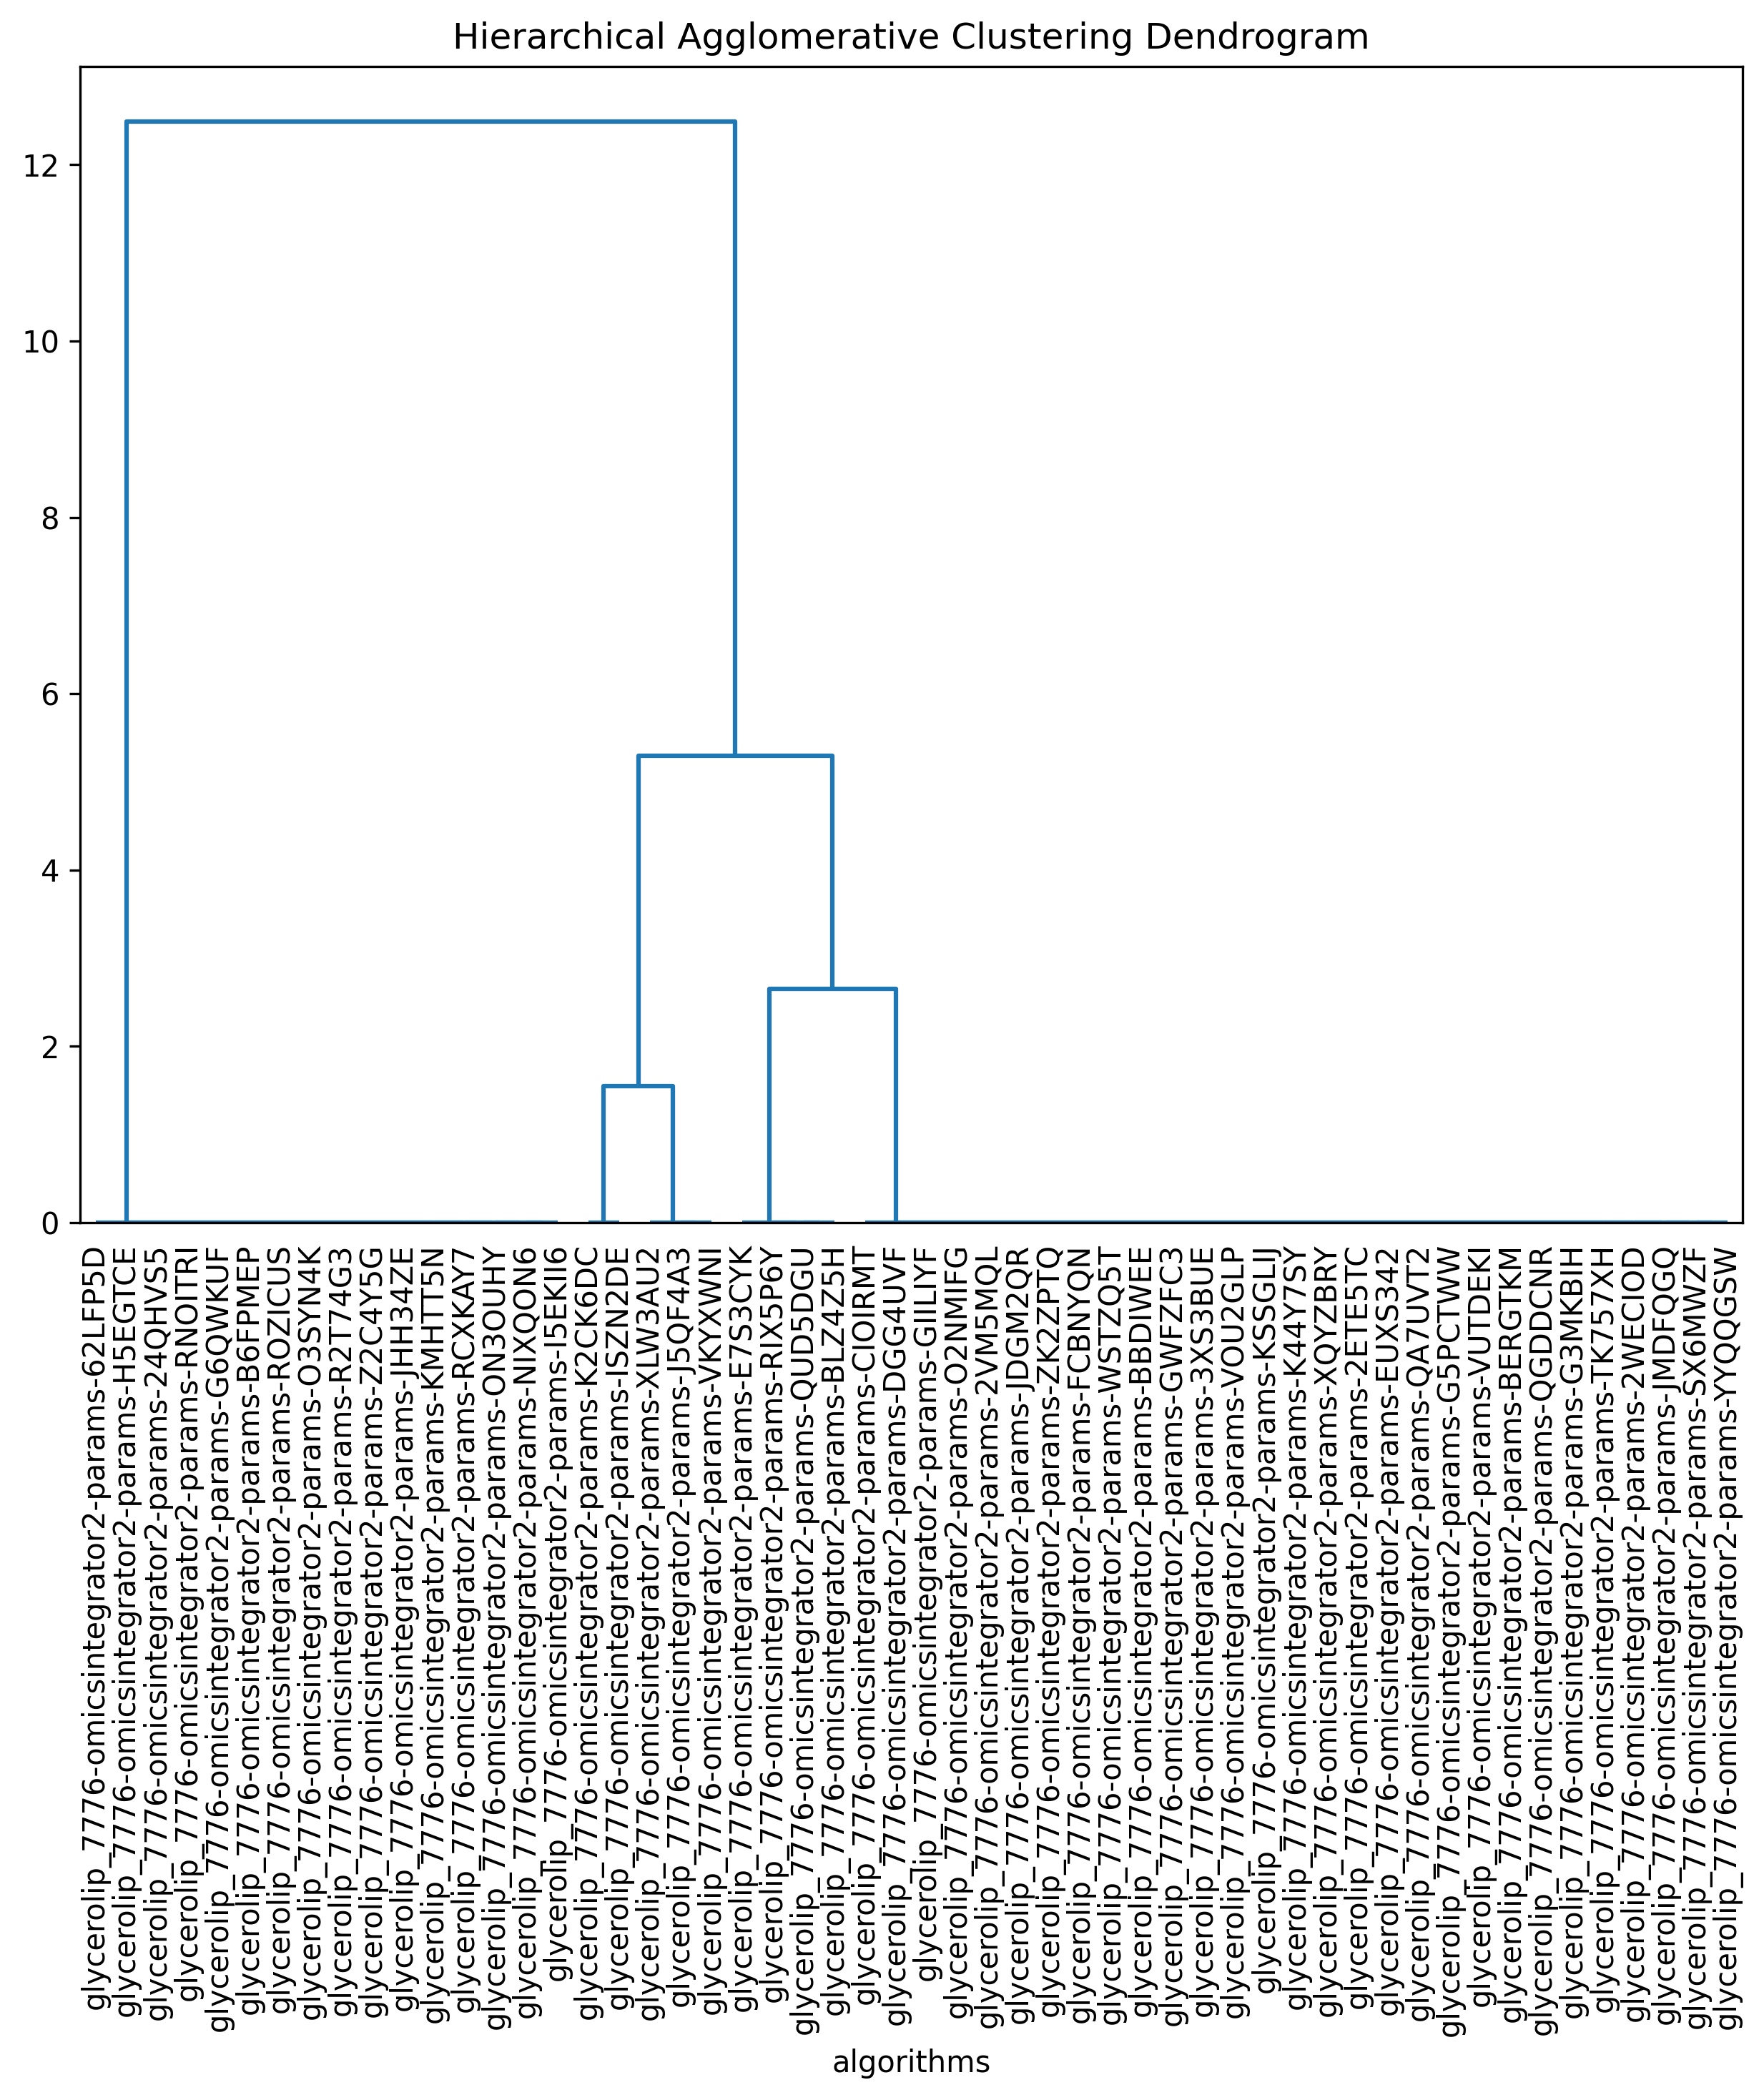 Hierarchical Agglomerative Clustering Dendrogram
12
10
8
6
4
2
0
glycerolip_7776-omicsintegrator2-params-62LFP5D
glycerolip_7776-omicsintegrator2-params-H5EGTCE
glycerolip_7776-omicsintegrator2-params-24QHVS5
glycerolip_7776-omicsintegrator2-params-RNOITRI
glycerolip_7776-omicsintegrator2-params-G6QWKUF
glycerolip_7776-omicsintegrator2-params-B6FPMEP
glycerolip_7776-omicsintegrator2-params-ROZICUS
glycerolip_7776-omicsintegrator2-params-O3SYN4K
glycerolip_7776-omicsintegrator2-params-R2T74G3
glycerolip_7776-omicsintegrator2-params-Z2C4Y5G
glycerolip_7776-omicsintegrator2-params-JHH34ZE
glycerolip_7776-omicsintegrator2-params-KMHTT5N
glycerolip_7776-omicsintegrator2-params-RCXKAY7
glycerolip_7776-omicsintegrator2-params-ON3OUHY
glycerolip_7776-omicsintegrator2-params-NIXQON6
glycerolip_7776-omicsintegrator2-params-I5EKII6
glycerolip_7776-omicsintegrator2-params-K2CK6DC
glycerolip_7776-omicsintegrator2-params-ISZN2DE
glycerolip_7776-omicsintegrator2-params-XLW3AU2
glycerolip_7776-omicsintegrator2-params-J5QF4A3
glycerolip_7776-omicsintegrator2-params-VKYXWNI
glycerolip_7776-omicsintegrator2-params-E7S3CYK
glycerolip_7776-omicsintegrator2-params-RIX5P6Y
glycerolip_7776-omicsintegrator2-params-QUD5DGU
glycerolip_7776-omicsintegrator2-params-BLZ4Z5H
glycerolip_7776-omicsintegrator2-params-CIOIRMT
glycerolip_7776-omicsintegrator2-params-DGG4UVF
glycerolip_7776-omicsintegrator2-params-GIILIYF
glycerolip_7776-omicsintegrator2-params-O2NMIFG
glycerolip_7776-omicsintegrator2-params-2VM5MQL
glycerolip_7776-omicsintegrator2-params-JDGM2QR
glycerolip_7776-omicsintegrator2-params-ZK2ZPTQ
glycerolip_7776-omicsintegrator2-params-FCBNYQN
glycerolip_7776-omicsintegrator2-params-WSTZQ5T
glycerolip_7776-omicsintegrator2-params-BBDIWEE
glycerolip_7776-omicsintegrator2-params-GWFZFC3
glycerolip_7776-omicsintegrator2-params-3XS3BUE
glycerolip_7776-omicsintegrator2-params-VOU2GLP
glycerolip_7776-omicsintegrator2-params-KSSGLIJ
glycerolip_7776-omicsintegrator2-params-K44Y7SY
glycerolip_7776-omicsintegrator2-params-XQYZBRY
glycerolip_7776-omicsintegrator2-params-2ETE5TC
glycerolip_7776-omicsintegrator2-params-EUXS342
glycerolip_7776-omicsintegrator2-params-QA7UVT2
glycerolip_7776-omicsintegrator2-params-G5PCTWW
glycerolip_7776-omicsintegrator2-params-VUTDEKI
glycerolip_7776-omicsintegrator2-params-BERGTKM
glycerolip_7776-omicsintegrator2-params-QGDDCNR
glycerolip_7776-omicsintegrator2-params-G3MKBIH
glycerolip_7776-omicsintegrator2-params-TK757XH
glycerolip_7776-omicsintegrator2-params-2WECIOD
glycerolip_7776-omicsintegrator2-params-JMDFQGQ
glycerolip_7776-omicsintegrator2-params-SX6MWZF
glycerolip_7776-omicsintegrator2-params-YYQQGSW
algorithms